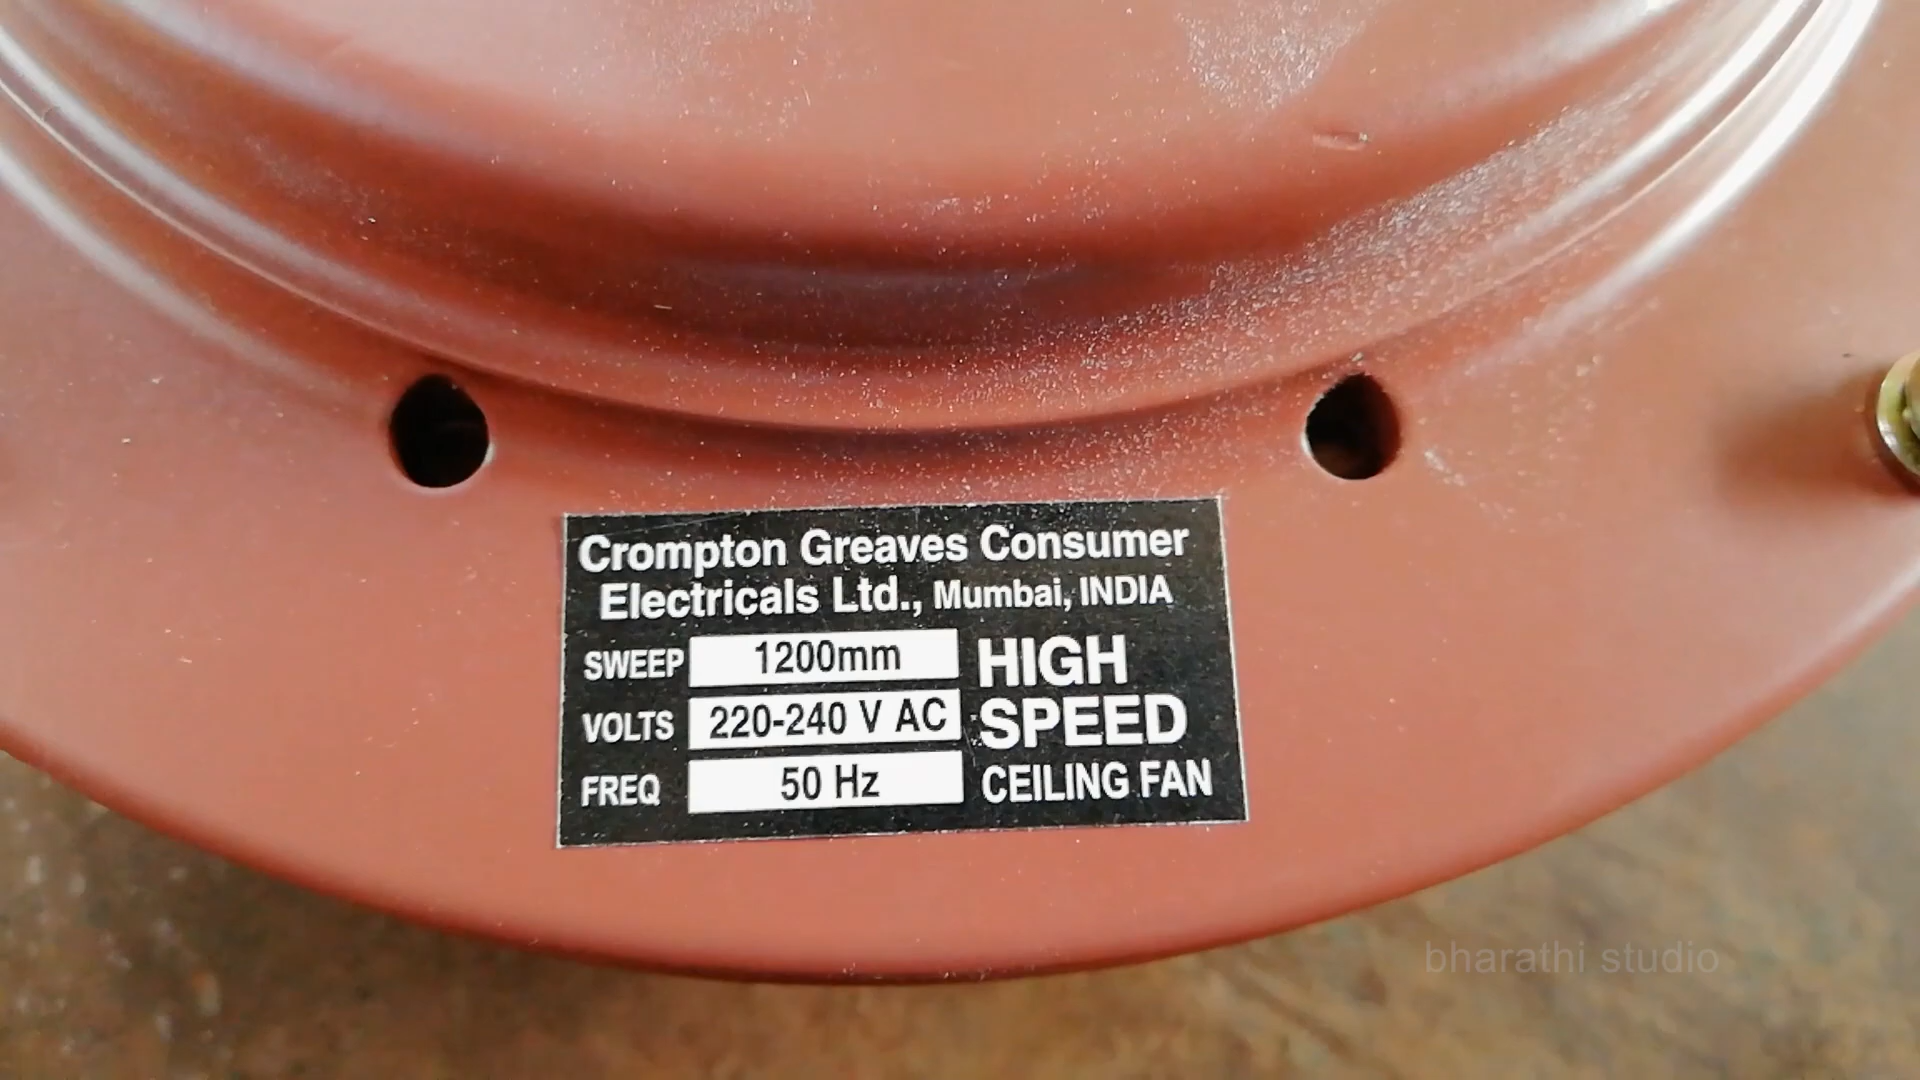 Crompton Greaves Consumer
Electricals Ltd., Mumbai, INDIA
SWEEP 1200mm
VOLTS 220-240 V AC
FREQ 50 Hz
HIGH
SPEED
CEILING FAN
bharathi studio